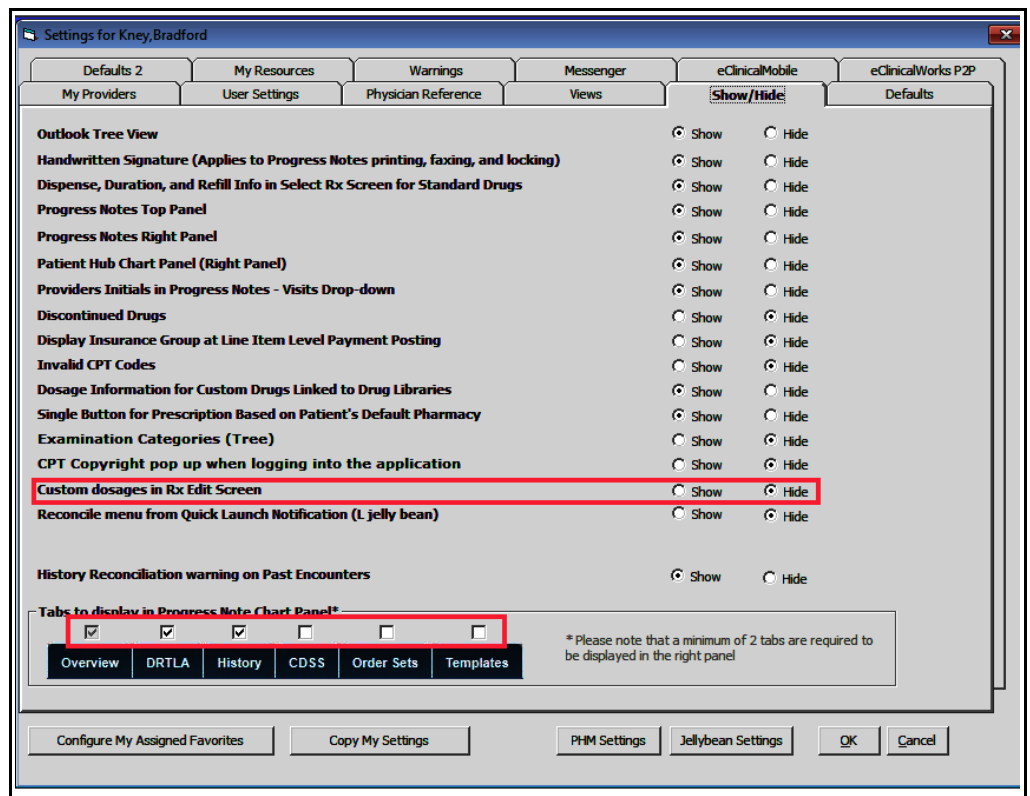 Settings for Kney,Bradford
Defaults 2 My Resources Warnings Messenger eClinicalMobile eClinicalWorks P2P
My Providers User Settings Physician Reference Views Show/Hide Defaults
Outlook Tree View Show Hide
Handwritten Signature (Applies to Progress Notes printing, faxing, and locking) Show Hide
Dispense, Duration, and Refill Info in Select Rx Screen for Standard Drugs Show Hide
Progress Notes Top Panel Show Hide
Progress Notes Right Panel Show Hide
Patient Hub Chart Panel (Right Panel) Show Hide
Providers Initials in Progress Notes - Visits Drop-down Show Hide
Discontinued Drugs Show Hide
Display Insurance Group at Line Item Level Payment Posting Show Hide
Invalid CPT Codes Show Hide
Dosage Information for Custom Drugs Linked to Drug Libraries Show Hide
Single Button for Prescription Based on Patient's Default Pharmacy Show Hide
Examination Categories (Tree) Show Hide
CPT Copyright pop up when logging into the application Show Hide
Custom dosages in Rx Edit Screen Show Hide
Reconcile menu from Quick Launch Notification (L jelly bean) Show Hide
History Reconciliation warning on Past Encounters Show Hide
Tabs to display in Progress Note Chart Panel*
Overview DRTLA History CDSS Order Sets Templates
* Please note that a minimum of 2 tabs are required to
be displayed in the right panel
Configure My Assigned Favorites Copy My Settings PHM Settings Jellybean Settings OK Cancel